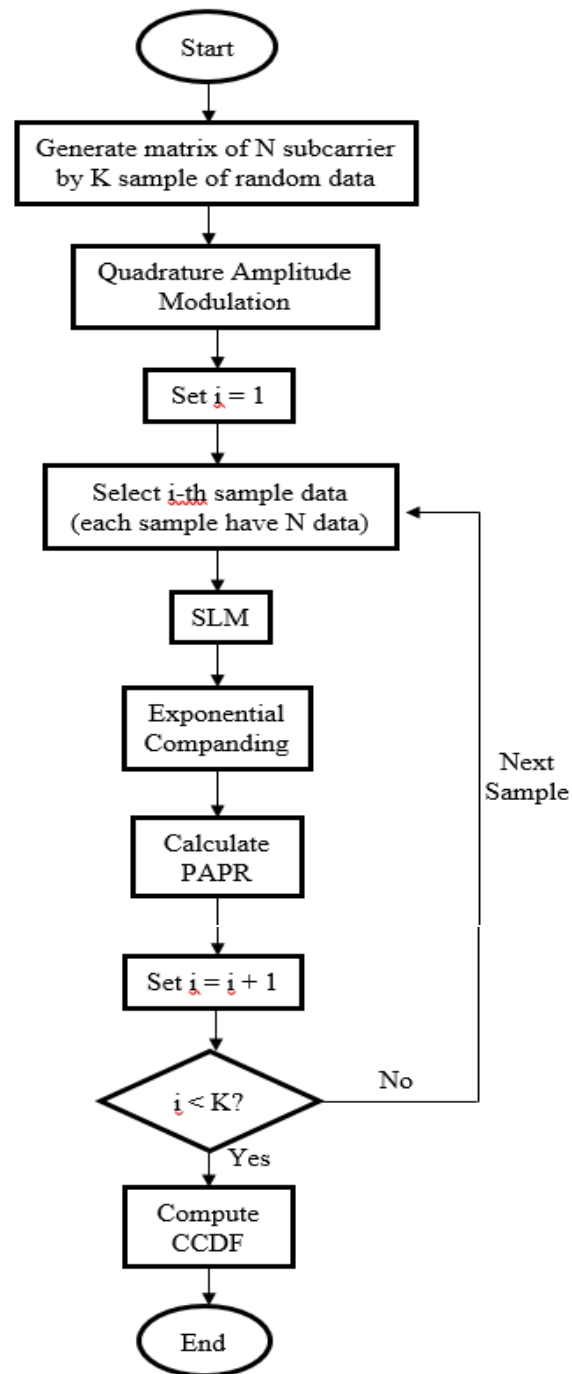 Start
Generate matrix of N subcarrier
by K sample of random data
Quadrature Amplitude
Modulation
Set i = 1
Select i-th sample data
(each sample have N data)
SLM
Exponential
Companding
Next
Sample
Calculate
PAPR
Set i = i + 1
i < K?
No
Yes
Compute
CCDF
End